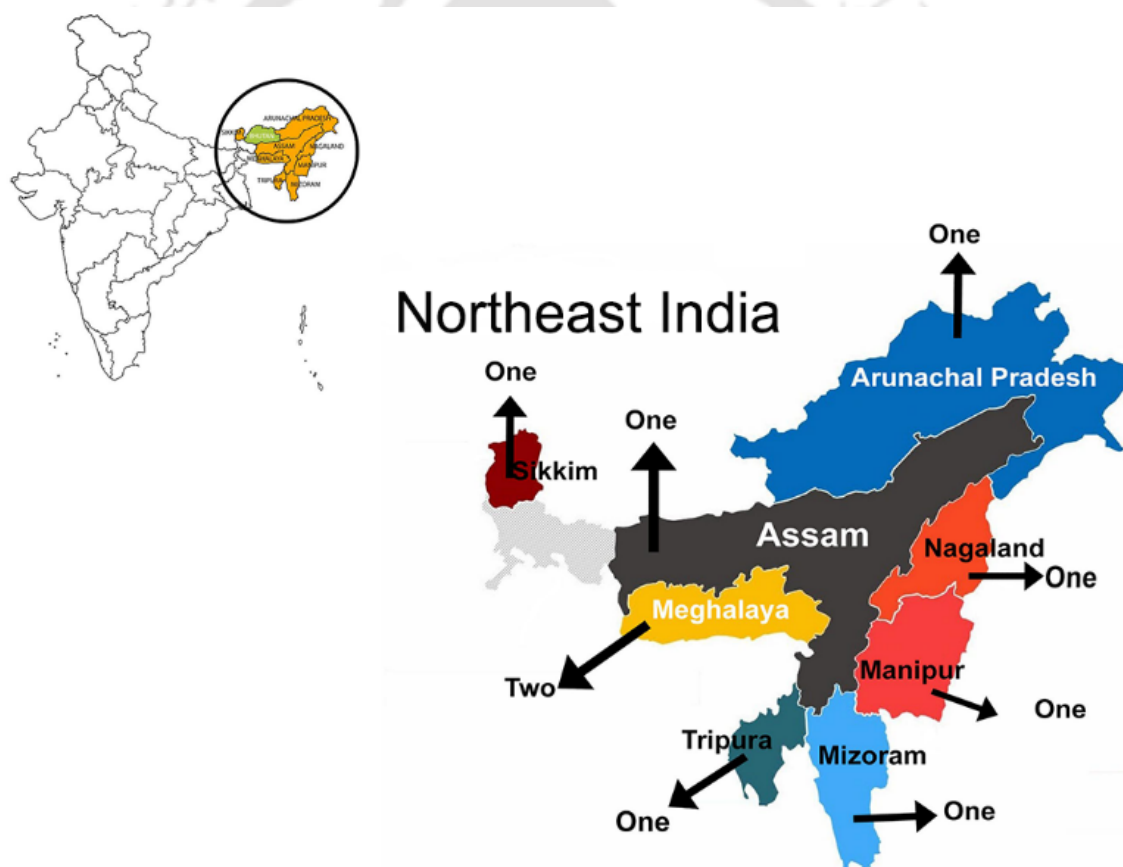 ARUNACHAL PRADESH
SIKKIM
BHUTAN
ASSAM
NAGALAND
MEGHALAYA
MANIPUR
TRIPURA
MIZORAM
One
Northeast India
Arunachal Pradesh
One
One
Sikkim
Assam
Nagaland
One
Meghalaya
Manipur
Two
One
Tripura
Mizoram
One
One